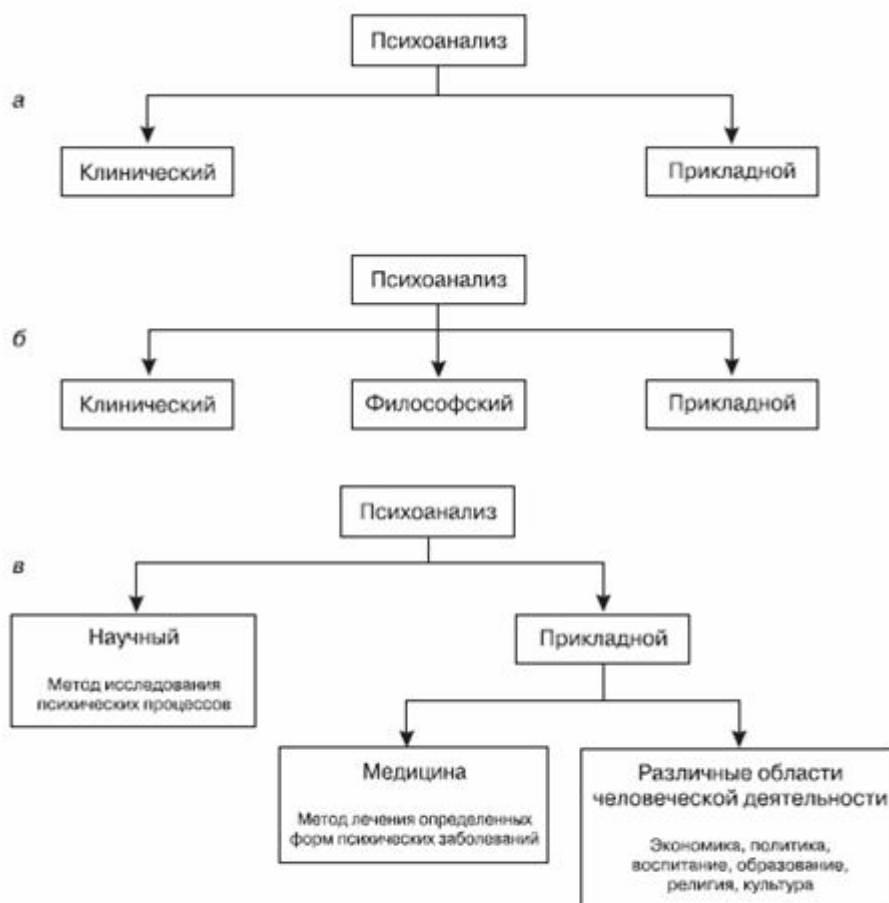 Психоанализ
а
Клинический
Прикладной
Психоанализ
б
Клинический
Философский
Прикладной
Психоанализ
в
Научный
Метод исследования
психических процессов
Прикладной
Медицина
Метод лечения определенных
форм психических заболеваний
Различные области
человеческой деятельности
Экономика, политика,
воспитание, образование,
религия, культура